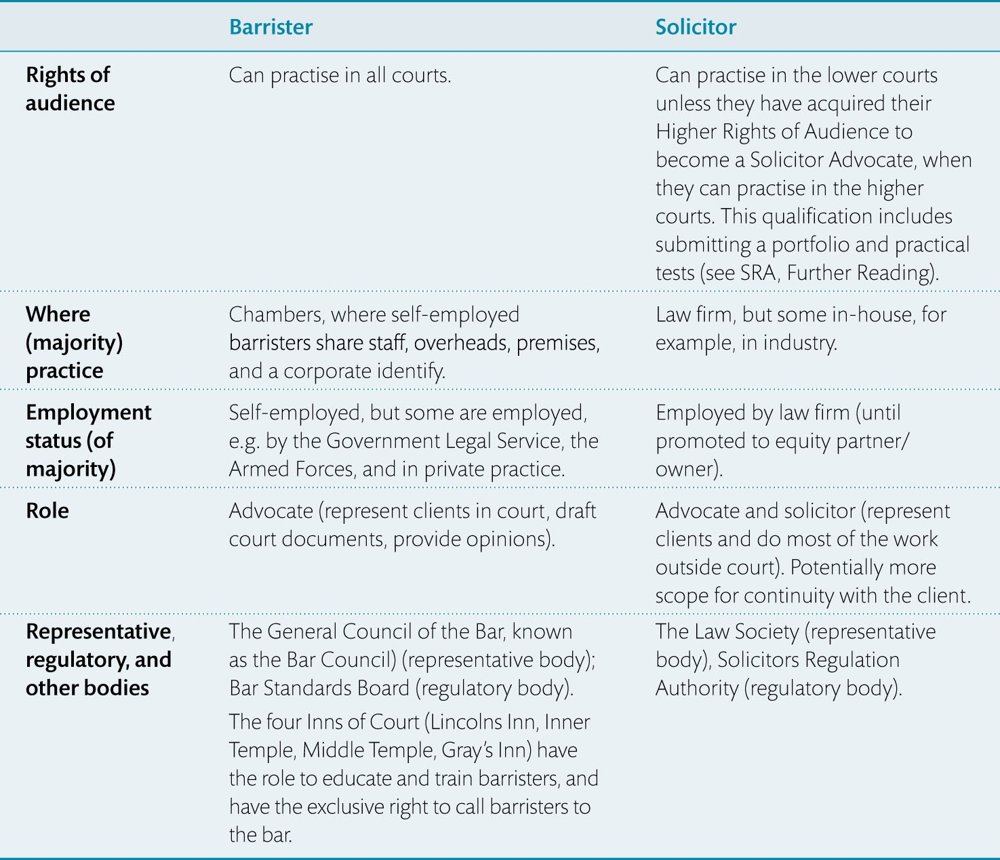 Barrister
Solicitor
Rights of
audience
Can practise in all courts.
Can practise in the lower courts
unless they have acquired their
Higher Rights of Audience to
become a Solicitor Advocate, when
they can practise in the higher
courts. This qualification includes
submitting a portfolio and practical
tests (see SRA, Further Reading).
Where
(majority)
practice
Chambers, where self-employed
barristers share staff, overheads, premises,
and a corporate identify.
Law firm, but some in-house, for
example, in industry.
Employment
status (of
majority)
Self-employed, but some are employed,
e.g. by the Government Legal Service, the
Armed Forces, and in private practice.
Employed by law firm (until
promoted to equity partner/
owner).
Role
Advocate (represent clients in court, draft
court documents, provide opinions).
Advocate and solicitor (represent
clients and do most of the work
outside court). Potentially more
scope for continuity with the client.
Representative,
regulatory, and
other bodies
The General Council of the Bar, known
as the Bar Council) (representative body);
Bar Standards Board (regulatory body).
The four Inns of Court (Lincolns Inn, Inner
Temple, Middle Temple, Gray’s Inn) have
the role to educate and train barristers, and
have the exclusive right to call barristers to
the bar.
The Law Society (representative
body), Solicitors Regulation
Authority (regulatory body).